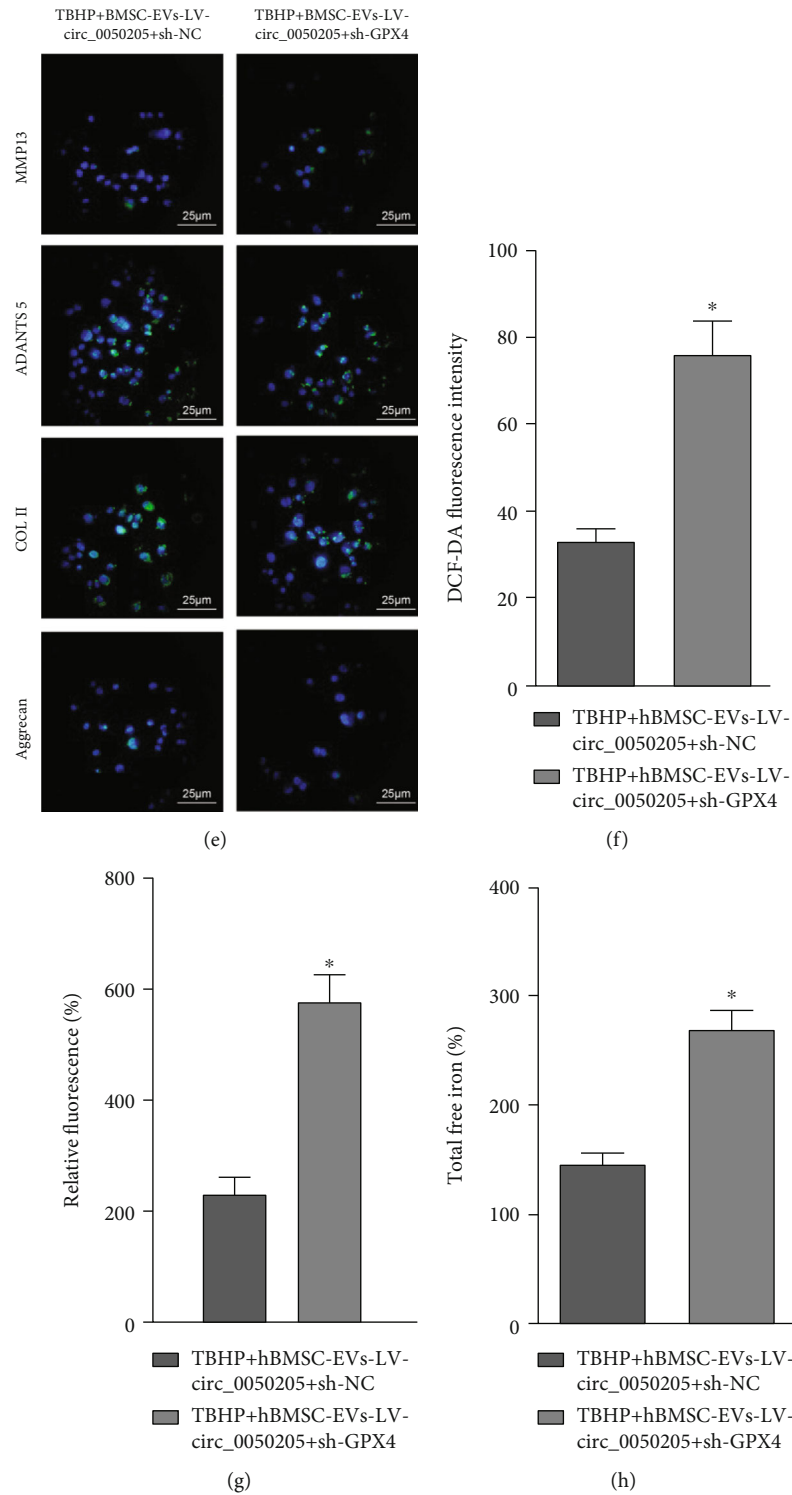 TBHP+BMSC-EVs-LV-
circ_0050205+sh-NC
TBHP+BMSC-EVs-LV-
circ_0050205+sh-GPX4
MMP13
25µm
25µm
ADANTS 5
25µm
25µm
COL II
25µm
25µm
Aggrecan
25µm
25µm
(e)
DCF-DA fluorescence intensity
100
80
60
40
20
0
*
TBHP+hBMSC-EVs-LV-
circ_0050205+sh-NC
TBHP+hBMSC-EVs-LV-
circ_0050205+sh-GPX4
(f)
Relative fluorescence (%)
800
600
400
200
0
*
TBHP+hBMSC-EVs-LV-
circ_0050205+sh-NC
TBHP+hBMSC-EVs-LV-
circ_0050205+sh-GPX4
(g)
Total free iron (%)
400
300
200
100
0
*
TBHP+hBMSC-EVs-LV-
circ_0050205+sh-NC
TBHP+hBMSC-EVs-LV-
circ_0050205+sh-GPX4
(h)